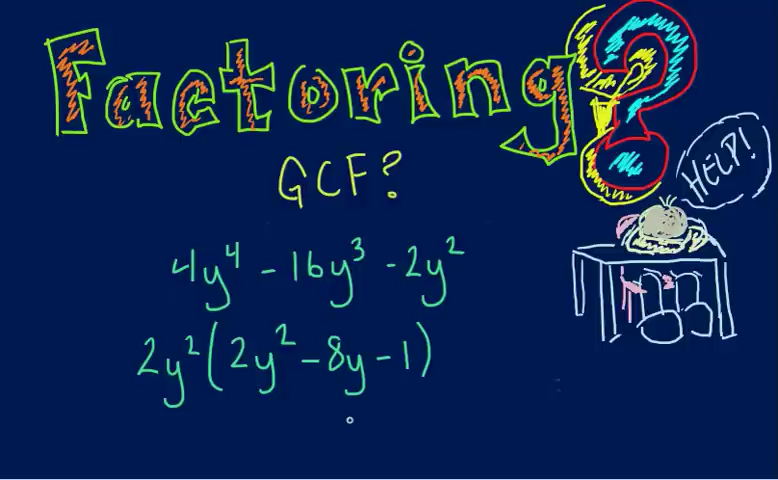 Factoring?
GCF?
HELP!
4y⁴ - 16y³ - 2y²
2y²(2y² - 8y - 1)